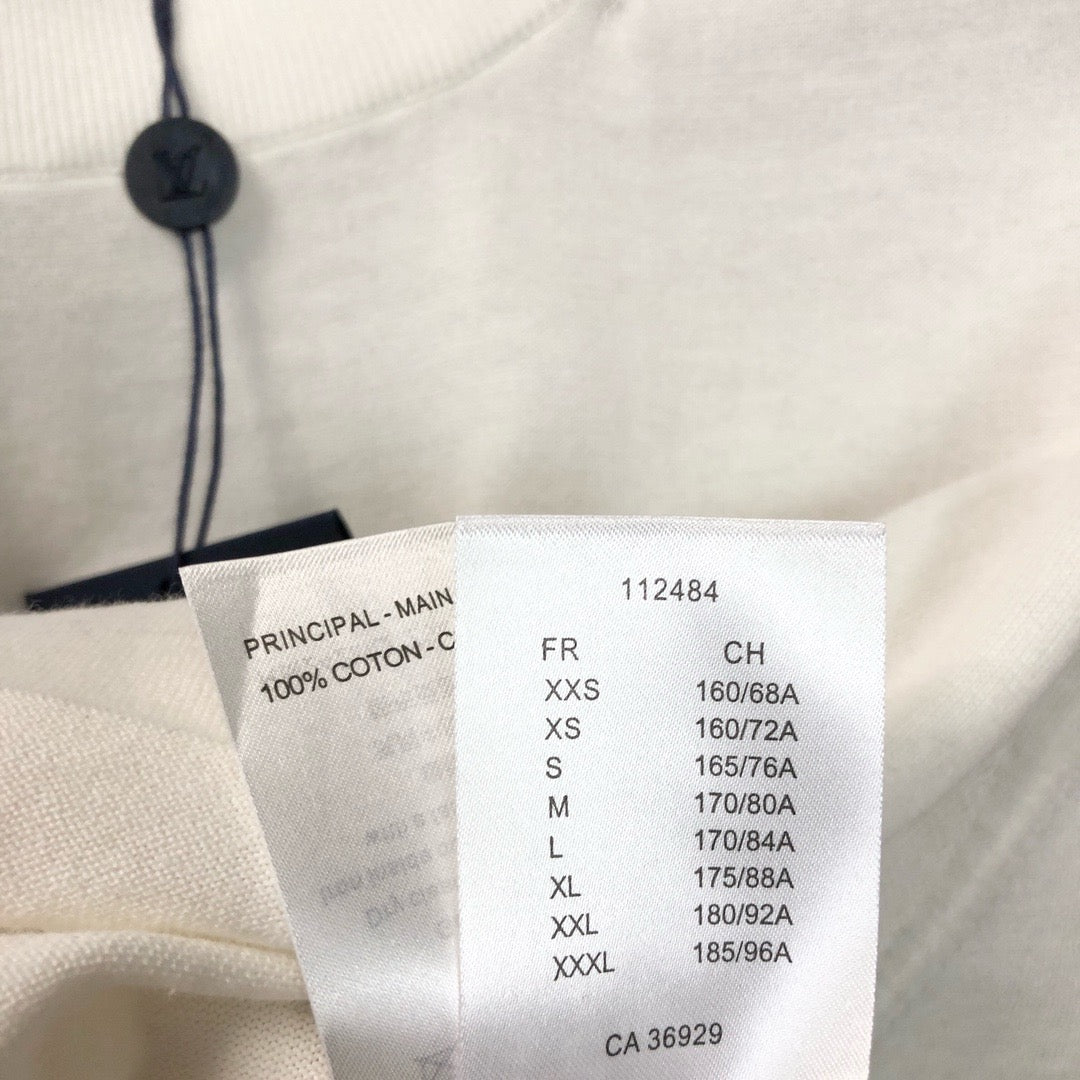 LV
PRINCIPAL - MAIN
100% COTON - C
112484
FR CH
XXS 160/68A
XS 160/72A
S 165/76A
M 170/80A
L 170/84A
XL 175/88A
XXL 180/92A
XXXL 185/96A
CA 36929